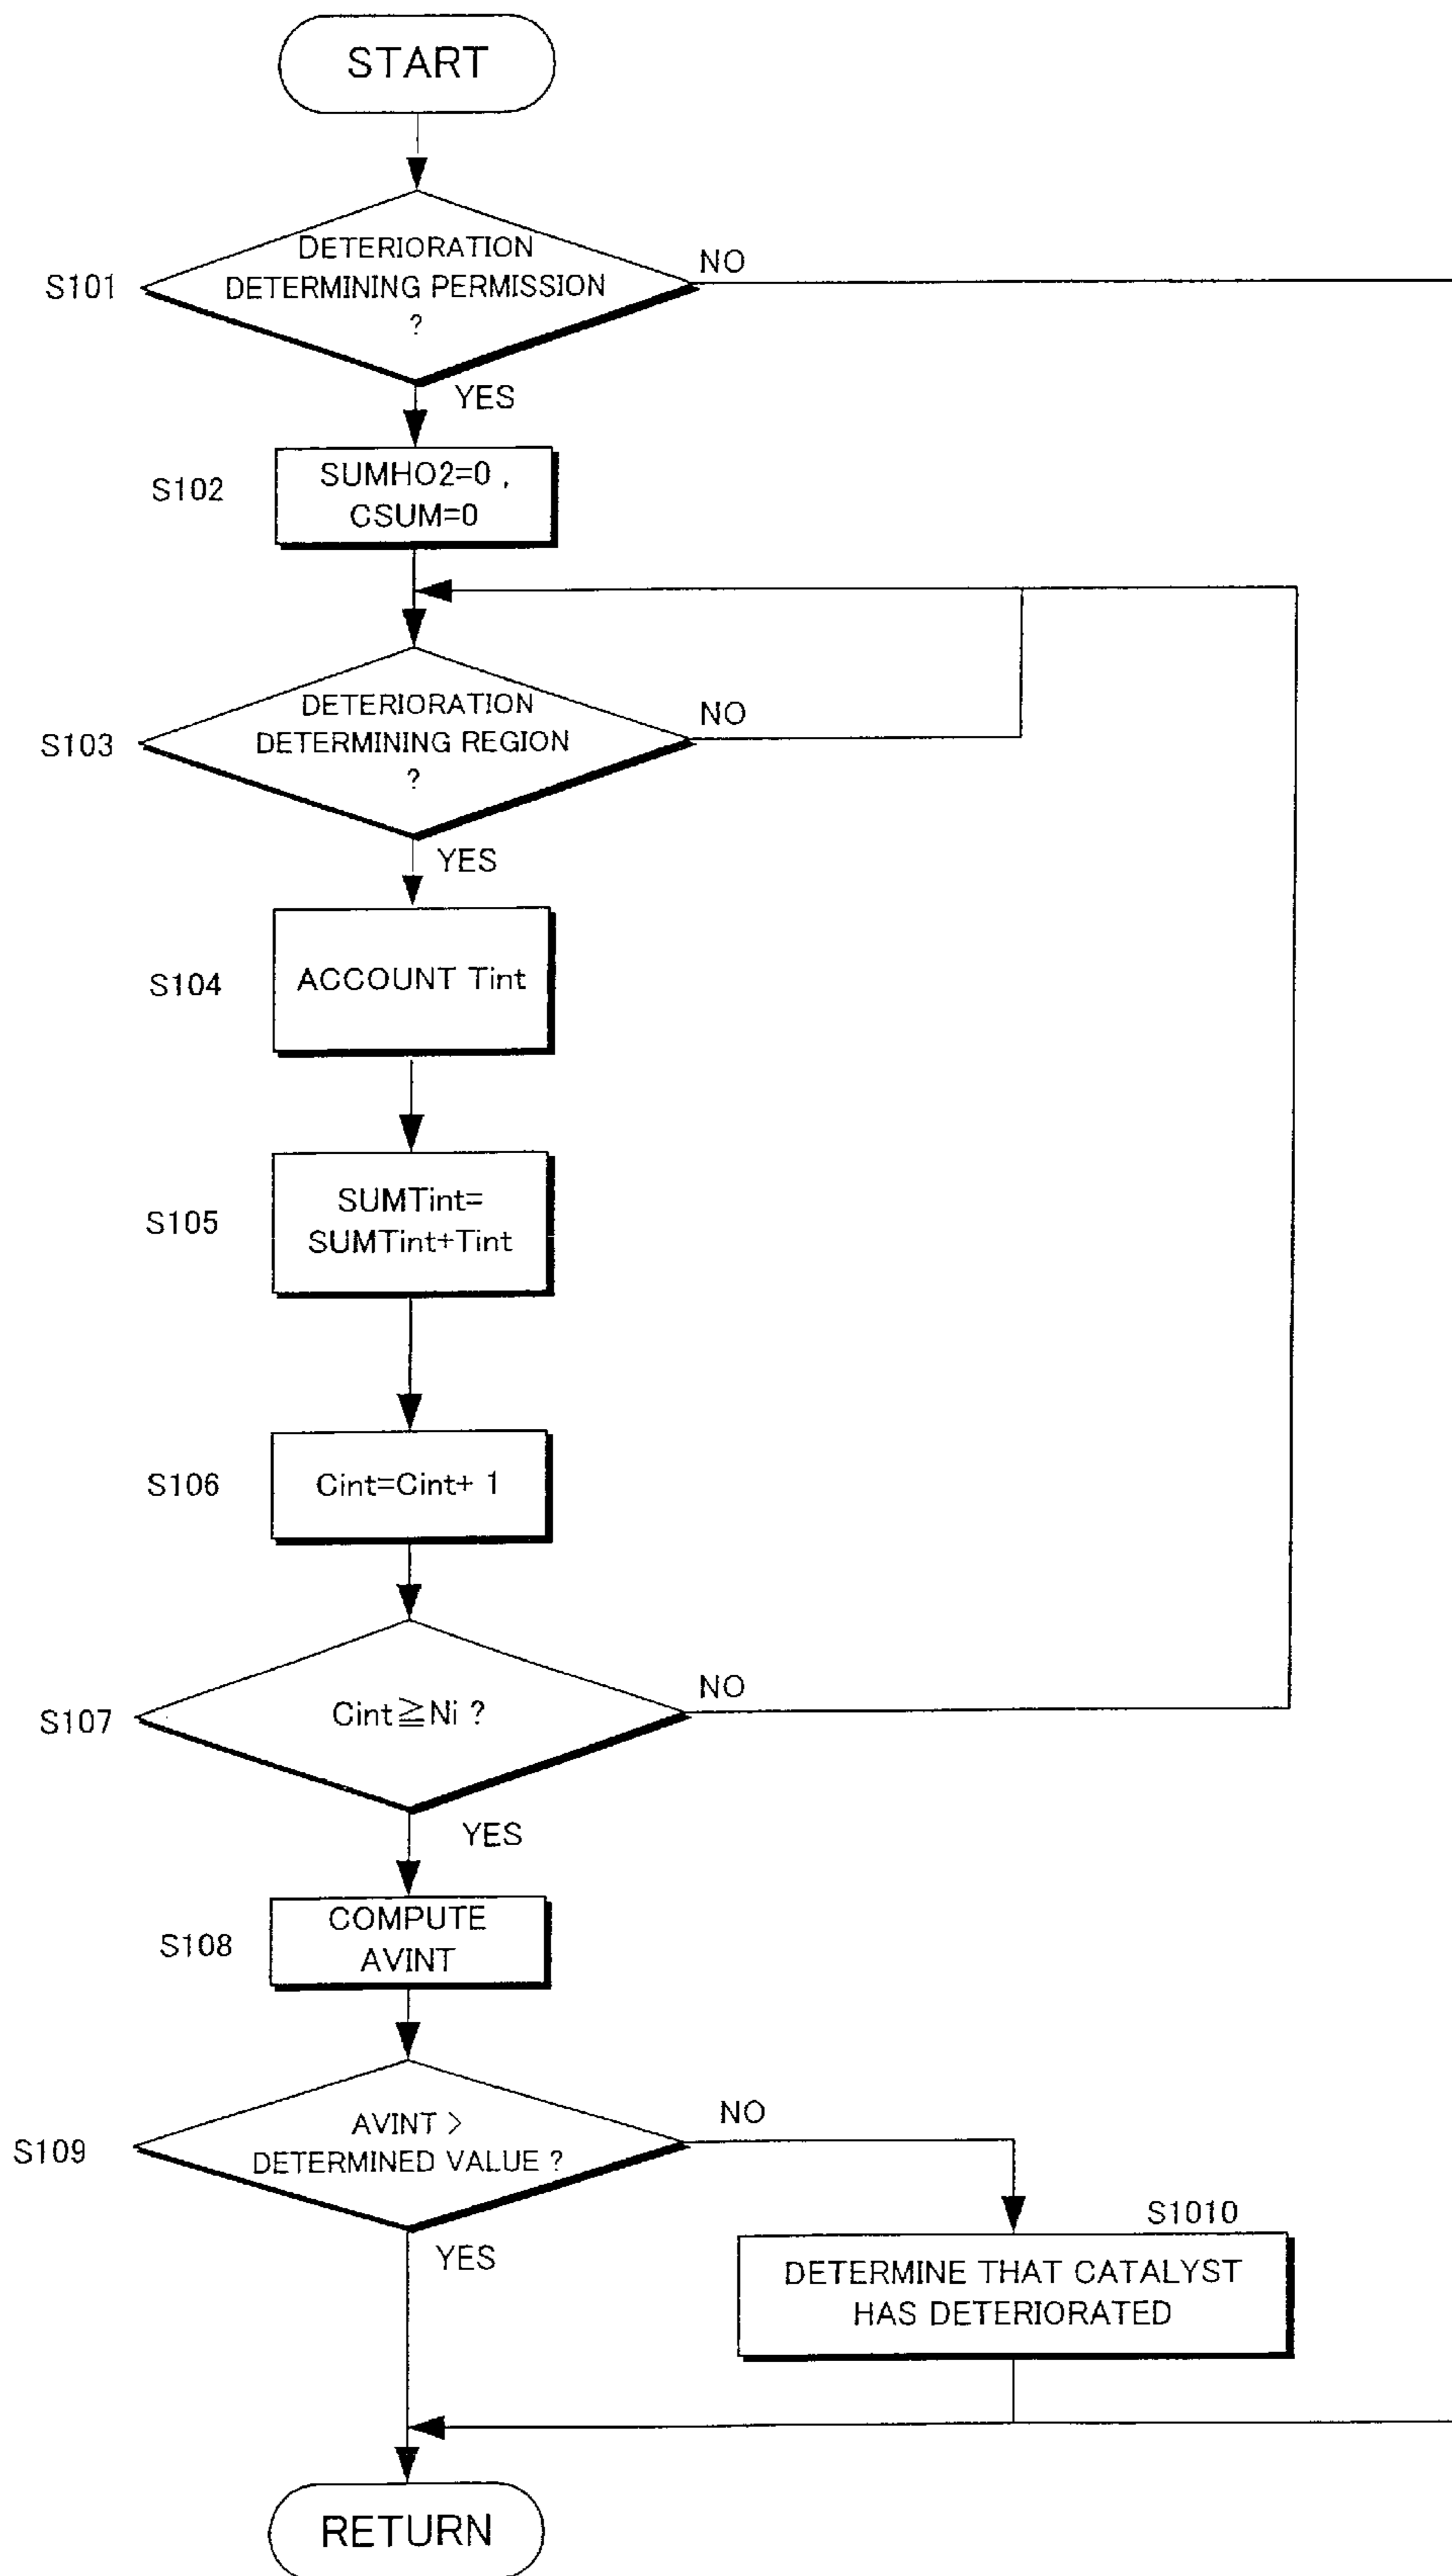 START
S101
DETERIORATION
DETERMINING PERMISSION
?
NO
YES
S102
SUMHO2=0 ,
CSUM=0
S103
DETERIORATION
DETERMINING REGION
?
NO
YES
S104
ACCOUNT Tint
S105
SUMTint=
SUMTint+Tint
S106
Cint=Cint+ 1
S107
Cint≧Ni ?
NO
YES
S108
COMPUTE
AVINT
S109
AVINT >
DETERMINED VALUE ?
NO
YES
S1010
DETERMINE THAT CATALYST
HAS DETERIORATED
RETURN